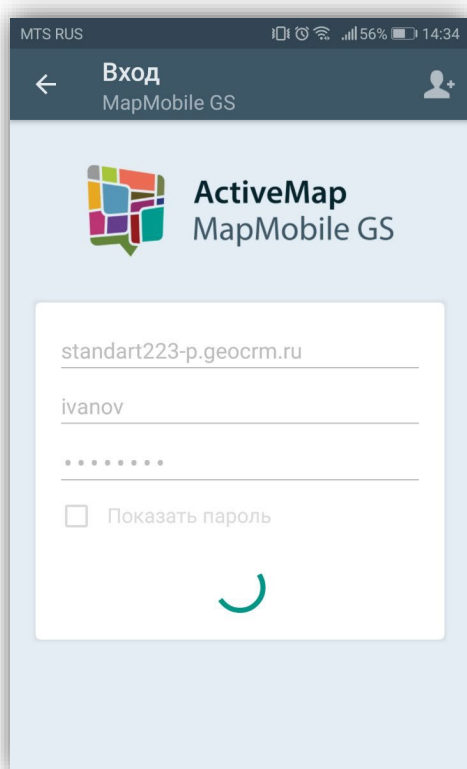 MTS RUS 56% 14:34
Вход
MapMobile GS
ActiveMap
MapMobile GS
standart223-p.geocrm.ru
ivanov
••••••••
Показать пароль